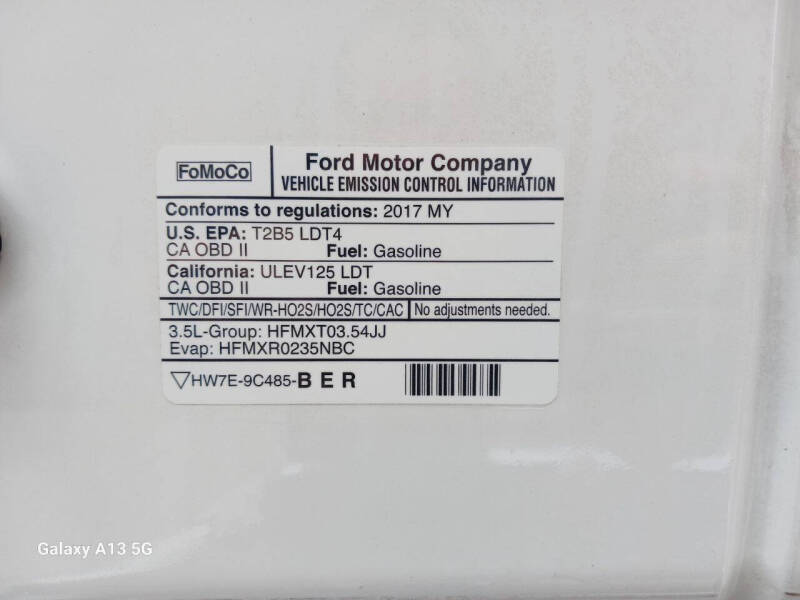 FoMoCo
Ford Motor Company
VEHICLE EMISSION CONTROL INFORMATION
Conforms to regulations: 2017 MY
U.S. EPA: T2B5 LDT4
CA OBD II Fuel: Gasoline
California: ULEV125 LDT
CA OBD II Fuel: Gasoline
TWC/DFI/SFI/WR-HO2S/HO2S/TC/CAC No adjustments needed.
3.5L-Group: HFMXT03.54JJ
Evap: HFMXR0235NBC
HW7E-9C485-BER
Galaxy A13 5G